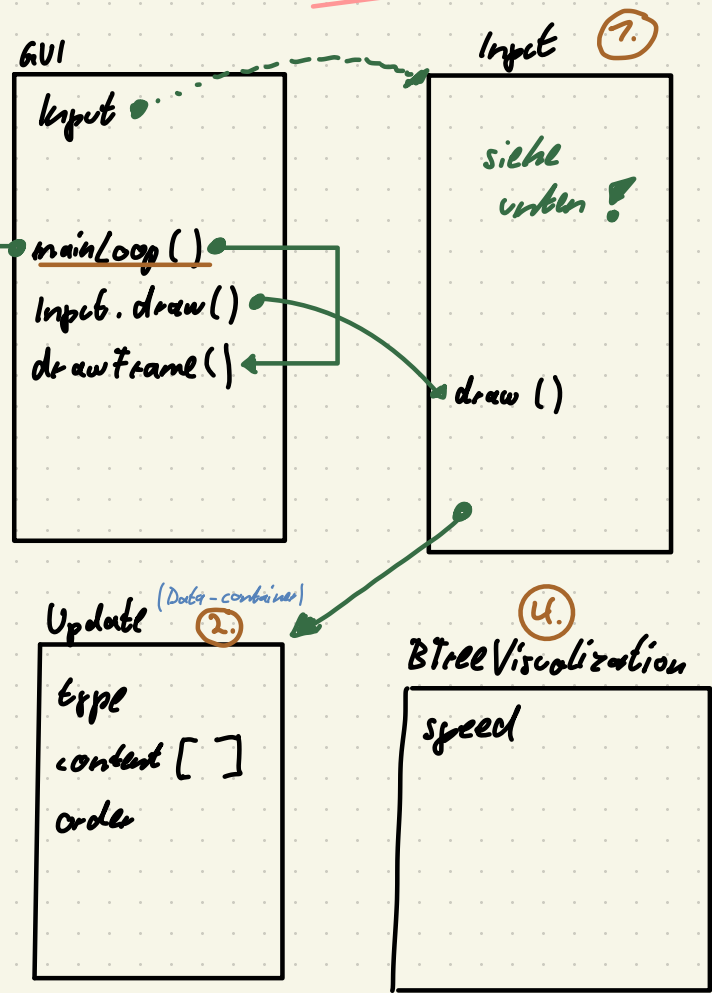 GUI
Input
mainLoop()
Input.draw()
drawFrame()
Input
1.
siehe
unten!
draw()
Update
(Data-container)
2.
type
content [ ]
order
4.
BTreeVisualization
speed